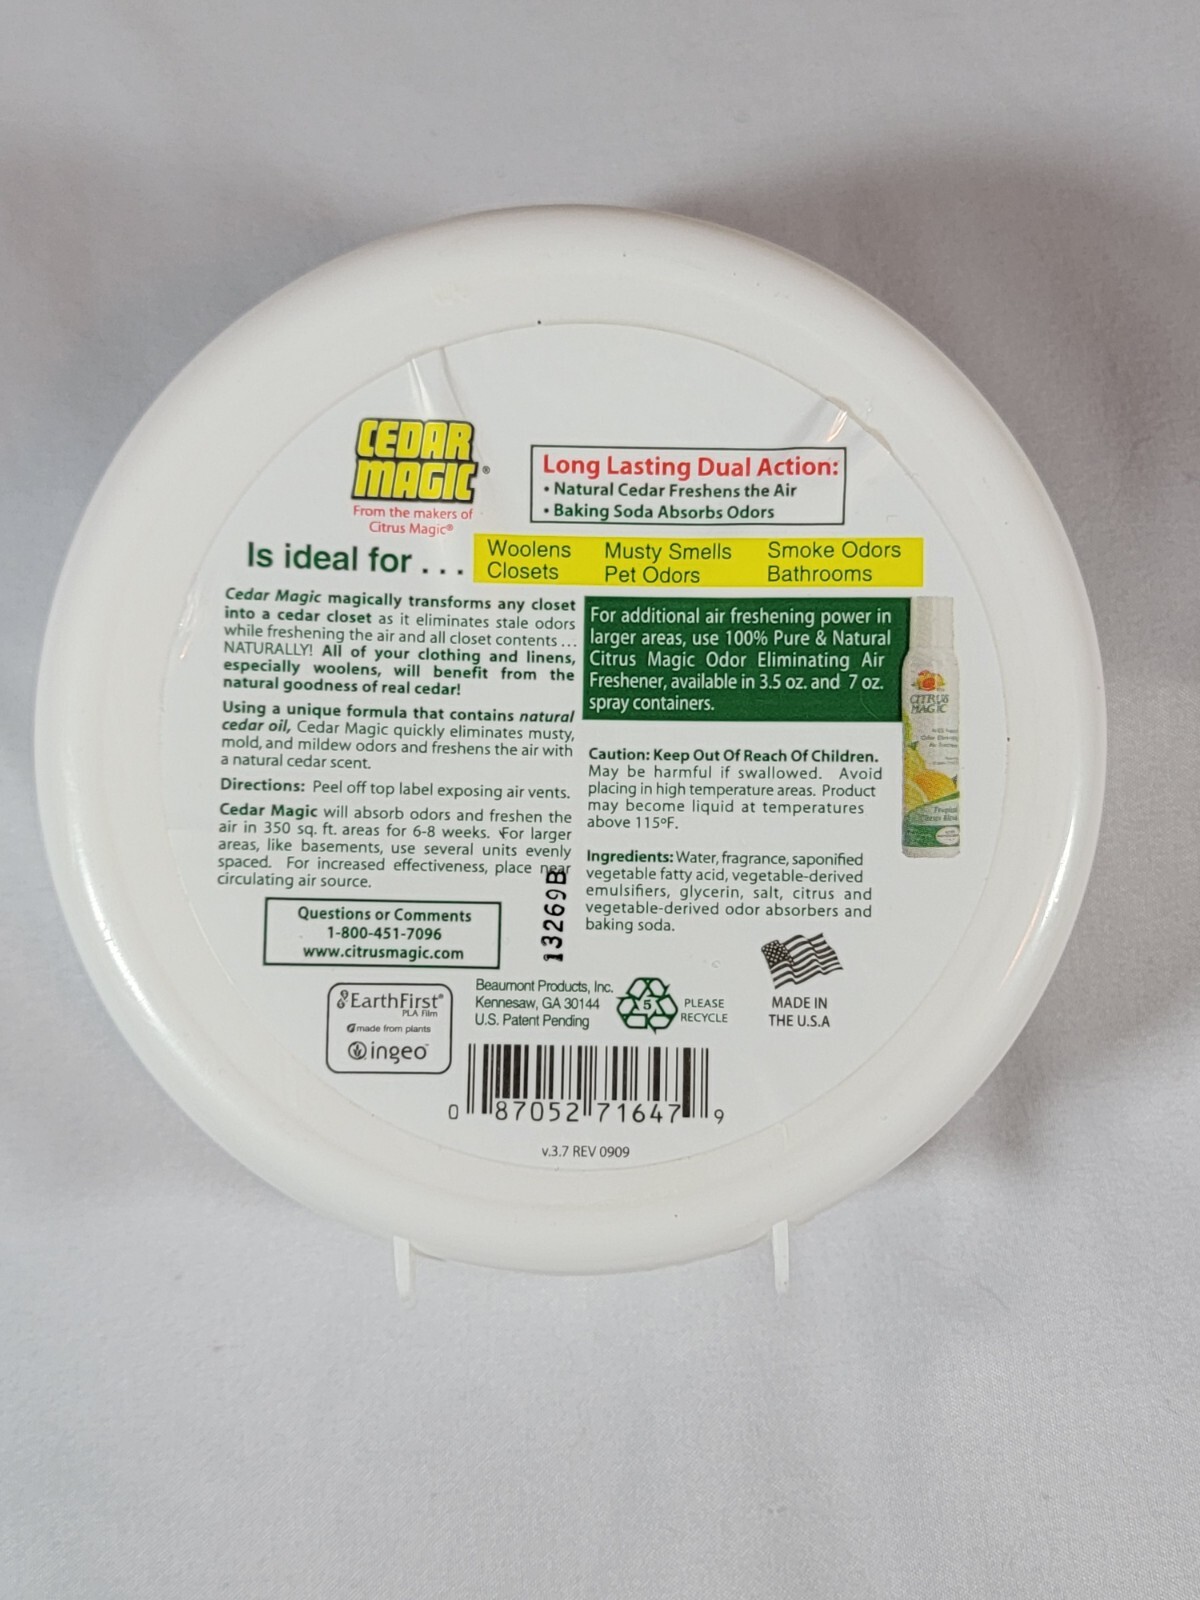 CEDAR
MAGIC®
From the makers of
Citrus Magic®
Long Lasting Dual Action:
• Natural Cedar Freshens the Air
• Baking Soda Absorbs Odors
Is ideal for . . .
Woolens Musty Smells Smoke Odors
Closets Pet Odors Bathrooms
Cedar Magic magically transforms any closet
into a cedar closet as it eliminates stale odors
while freshening the air and all closet contents . . .
NATURALLY! All of your clothing and linens,
especially woolens, will benefit from the
natural goodness of real cedar!
Using a unique formula that contains natural
cedar oil, Cedar Magic quickly eliminates musty,
mold, and mildew odors and freshens the air with
a natural cedar scent.
Directions: Peel off top label exposing air vents.
Cedar Magic will absorb odors and freshen the
air in 350 sq. ft. areas for 6-8 weeks. For larger
areas, like basements, use several units evenly
spaced. For increased effectiveness, place near
circulating air source.
For additional air freshening power in
larger areas, use 100% Pure & Natural
Citrus Magic Odor Eliminating Air
Freshener, available in 3.5 oz. and 7 oz.
spray containers.
CITRUS
MAGIC
Tropical
Citrus Blend
Caution: Keep Out Of Reach Of Children.
May be harmful if swallowed. Avoid
placing in high temperature areas. Product
may become liquid at temperatures
above 115ºF.
Ingredients: Water, fragrance, saponified
vegetable fatty acid, vegetable-derived
emulsifiers, glycerin, salt, citrus and
vegetable-derived odor absorbers and
baking soda.
13269B
Questions or Comments
1-800-451-7096
www.citrusmagic.com
EarthFirst®
PLA Film
made from plants
ingeo™
Beaumont Products, Inc.
Kennesaw, GA 30144
U.S. Patent Pending
5
PLEASE
RECYCLE
MADE IN
THE U.S.A
0 87052 71647 9
v.3.7 REV 0909